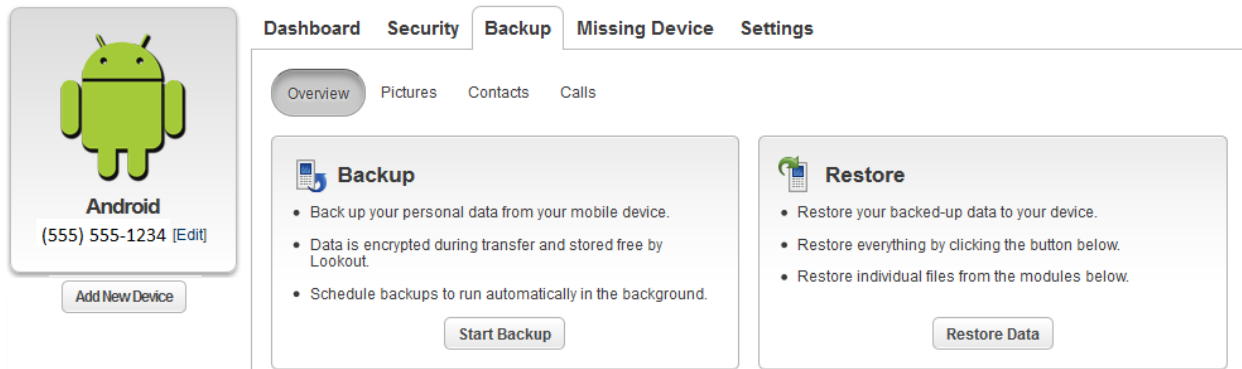 Dashboard Security Backup Missing Device Settings
Overview Pictures Contacts Calls
Android
(555) 555-1234 [Edit]
Add New Device
Backup
• Back up your personal data from your mobile device.
• Data is encrypted during transfer and stored free by
Lookout.
• Schedule backups to run automatically in the background.
Start Backup
Restore
• Restore your backed-up data to your device.
• Restore everything by clicking the button below.
• Restore individual files from the modules below.
Restore Data